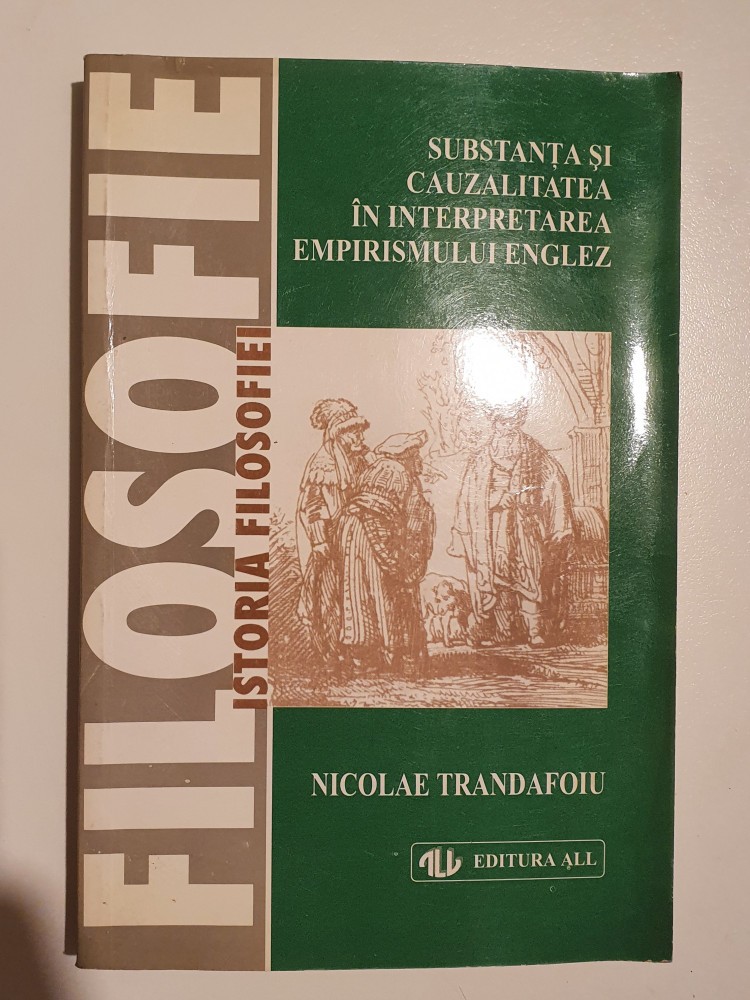 FILOSOFIE
ISTORIA FILOSOFIEI
SUBSTANȚA ȘI
CAUZALITATEA
ÎN INTERPRETAREA
EMPIRISMULUI ENGLEZ
NICOLAE TRANDAFOIU
ALL EDITURA ALL